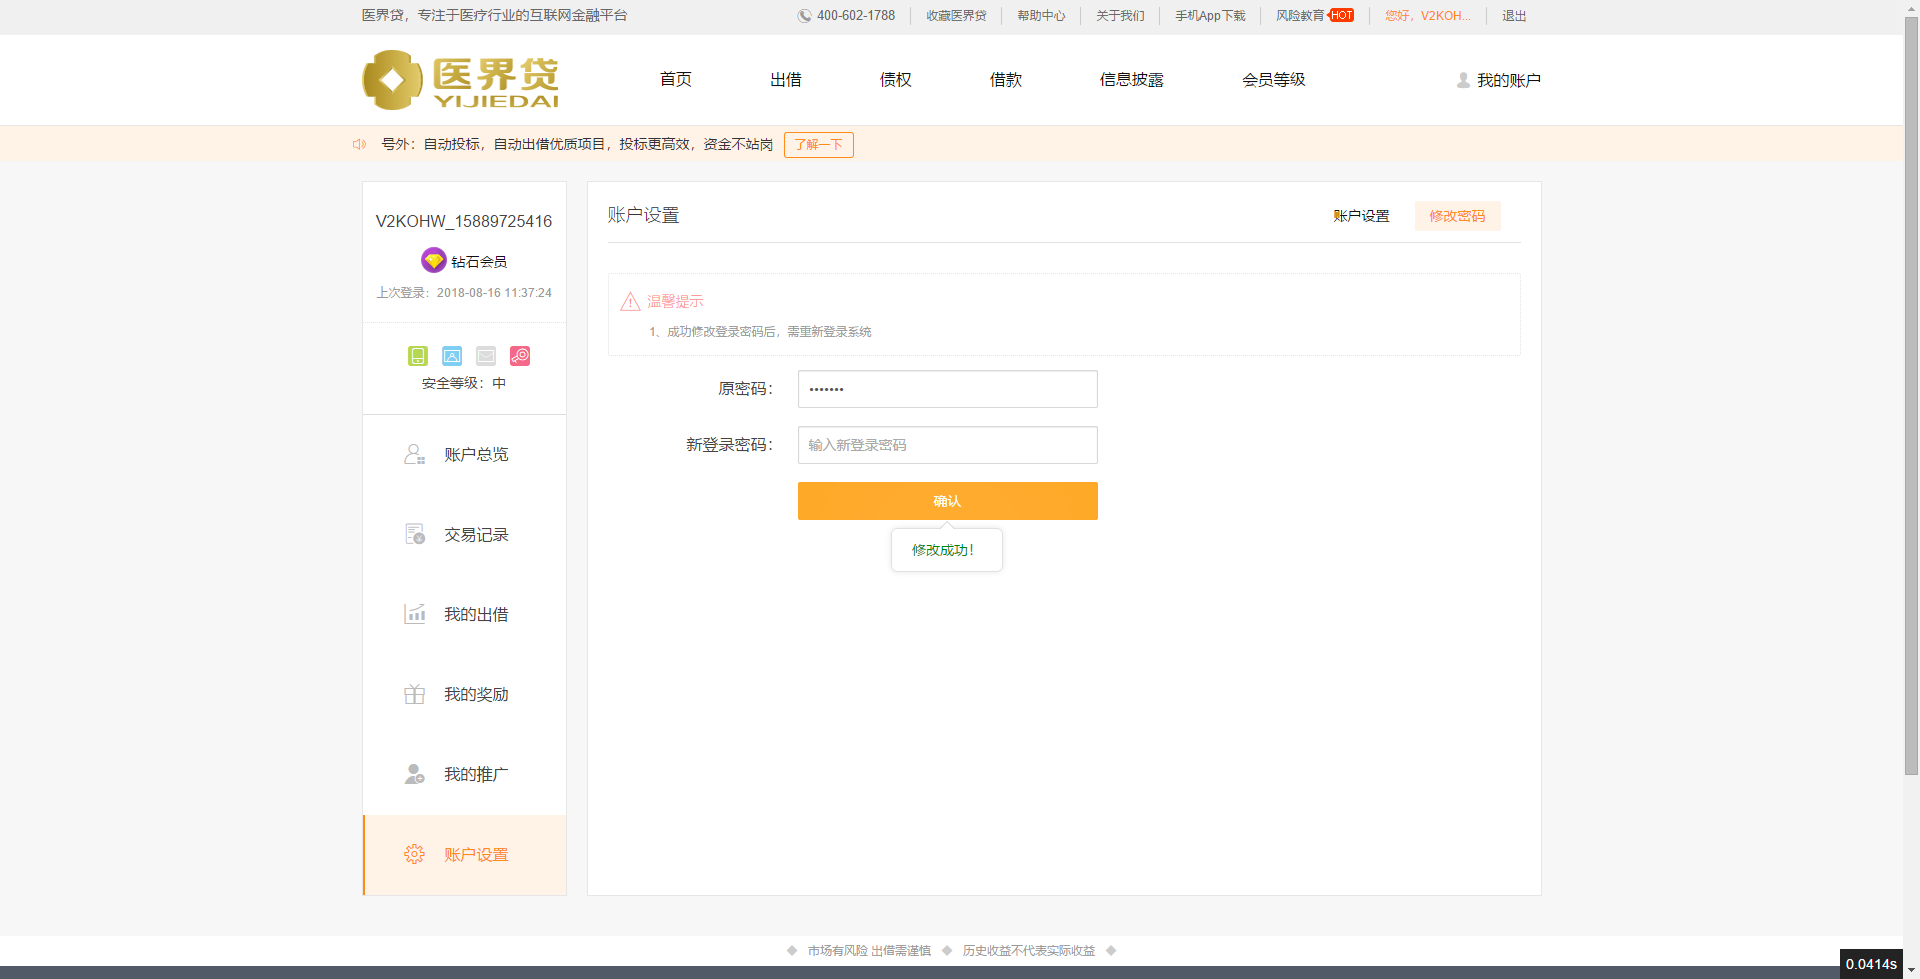 医界贷，专注于医疗行业的互联网金融平台
400-602-1788 收藏医界贷 帮助中心 关于我们 手机App下载 风险教育 HOT 您好，V2KOH... 退出
医界贷
YIJIEDAI
首页 出借 债权 借款 信息披露 会员等级 我的账户
号外：自动投标，自动出借优质项目，投标更高效，资金不站岗 了解一下
V2KOHW_15889725416
钻石会员
上次登录：2018-08-16 11:37:24
安全等级：中
账户总览
交易记录
我的出借
我的奖励
我的推广
账户设置
账户设置 账户设置 修改密码
温馨提示
1、成功修改登录密码后，需重新登录系统
原密码： •••••••
新登录密码： 输入新登录密码
确认
修改成功！
市场有风险 出借需谨慎 历史收益不代表实际收益
0.0414s